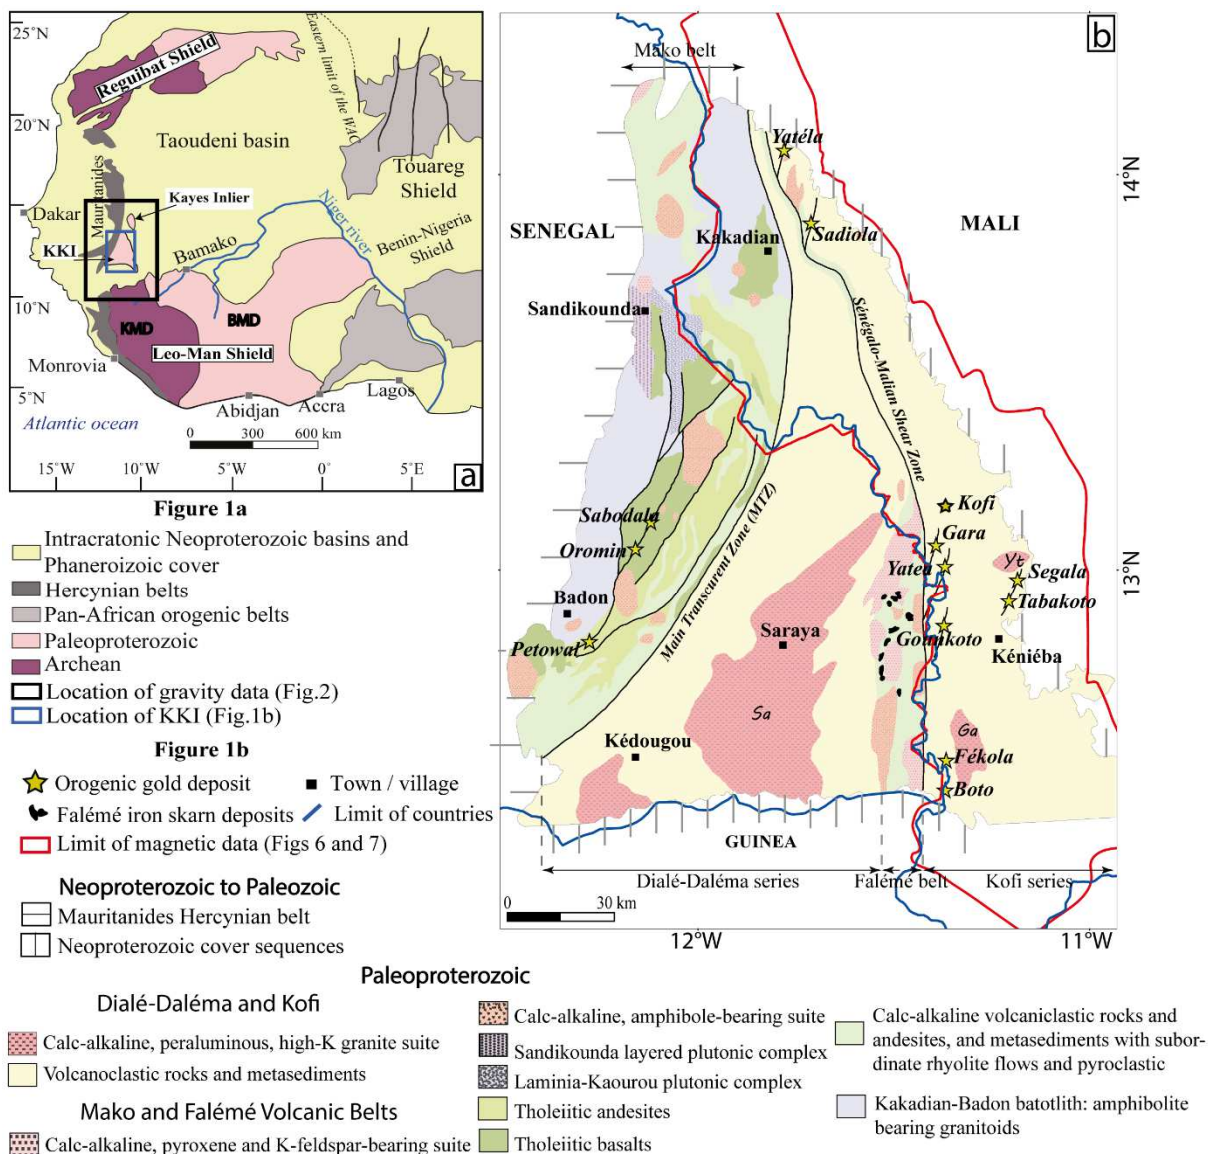 a
25°N
20°N
10°N
5°N
15°W
10°W
5°W
0°
5°E
Reguibat Shield
Eastern limit of the WAC
Taoudeni basin
Touareg
Shield
Mauritanides
Kayes Inlier
Dakar
KKI
Bamako
Niger river
Benin-Nigeria
Shield
KMD
BMD
Leo-Man Shield
Monrovia
Abidjan
Accra
Lagos
Atlantic ocean
0 300 600 km
Figure 1a
Intracratonic Neoproterozoic basins and
Phaneroizoic cover
Hercynian belts
Pan-African orogenic belts
Paleoproterozoic
Archean
Location of gravity data (Fig.2)
Location of KKI (Fig.1b)
Figure 1b
Orogenic gold deposit
Town / village
Falémé iron skarn deposits
Limit of countries
Limit of magnetic data (Figs 6 and 7)
Neoproterozoic to Paleozoic
Mauritanides Hercynian belt
Neoproterozoic cover sequences
b
Mako belt
Yatéla
14°N
SENEGAL
MALI
Kakadian
Sadiola
Sandikounda
Sénégalo-Malian Shear Zone
Main Transcurent Zone (MTZ)
Kofi
Sabodala
Gara
Oromin
Yatea
Yt
Segala
13°N
Badon
Tabakoto
Petowal
Saraya
Gounkoto
Kéniéba
Sa
Ga
Kédougou
Fékola
Boto
GUINEA
Dialé-Daléma series
Falémé belt
Kofi series
0 30 km
12°W
11°W
Paleoproterozoic
Dialé-Daléma and Kofi
Calc-alkaline, peraluminous, high-K granite suite
Volcanoclastic rocks and metasediments
Mako and Falémé Volcanic Belts
Calc-alkaline, pyroxene and K-feldspar-bearing suite
Calc-alkaline, amphibole-bearing suite
Sandikounda layered plutonic complex
Laminia-Kaourou plutonic complex
Tholeiitic andesites
Tholeiitic basalts
Calc-alkaline volcaniclastic rocks and
andesites, and metasediments with subor-
dinate rhyolite flows and pyroclastic
Kakadian-Badon batotlith: amphibolite
bearing granitoids